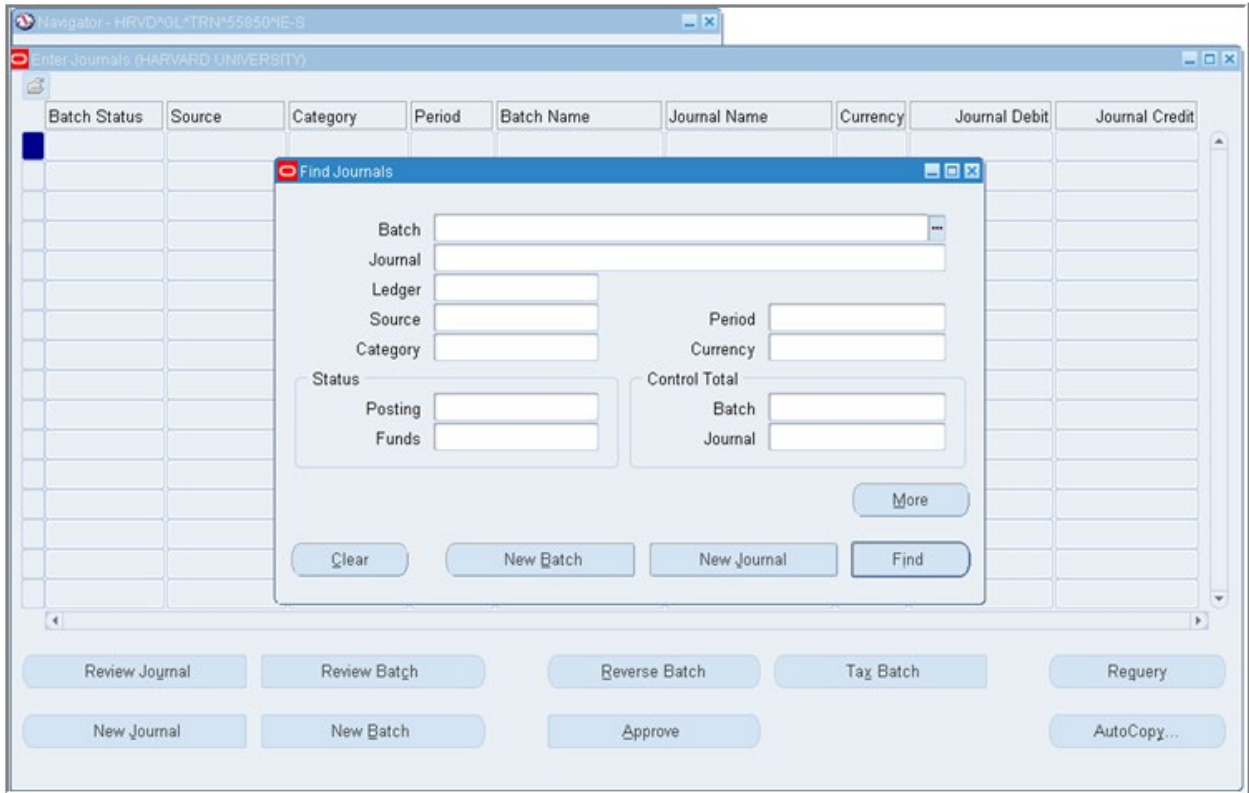 Navigator - HRVD^GL^TRN^55850^IE-S
Enter Journals (HARVARD UNIVERSITY)
Batch Status Source Category Period Batch Name Journal Name Currency Journal Debit Journal Credit
Find Journals
Batch
Journal
Ledger
Source Period
Category Currency
Status Control Total
Posting Batch
Funds Journal
More
Clear New Batch New Journal Find
Review Journal Review Batch Reverse Batch Tax Batch Requery
New Journal New Batch Approve AutoCopy...